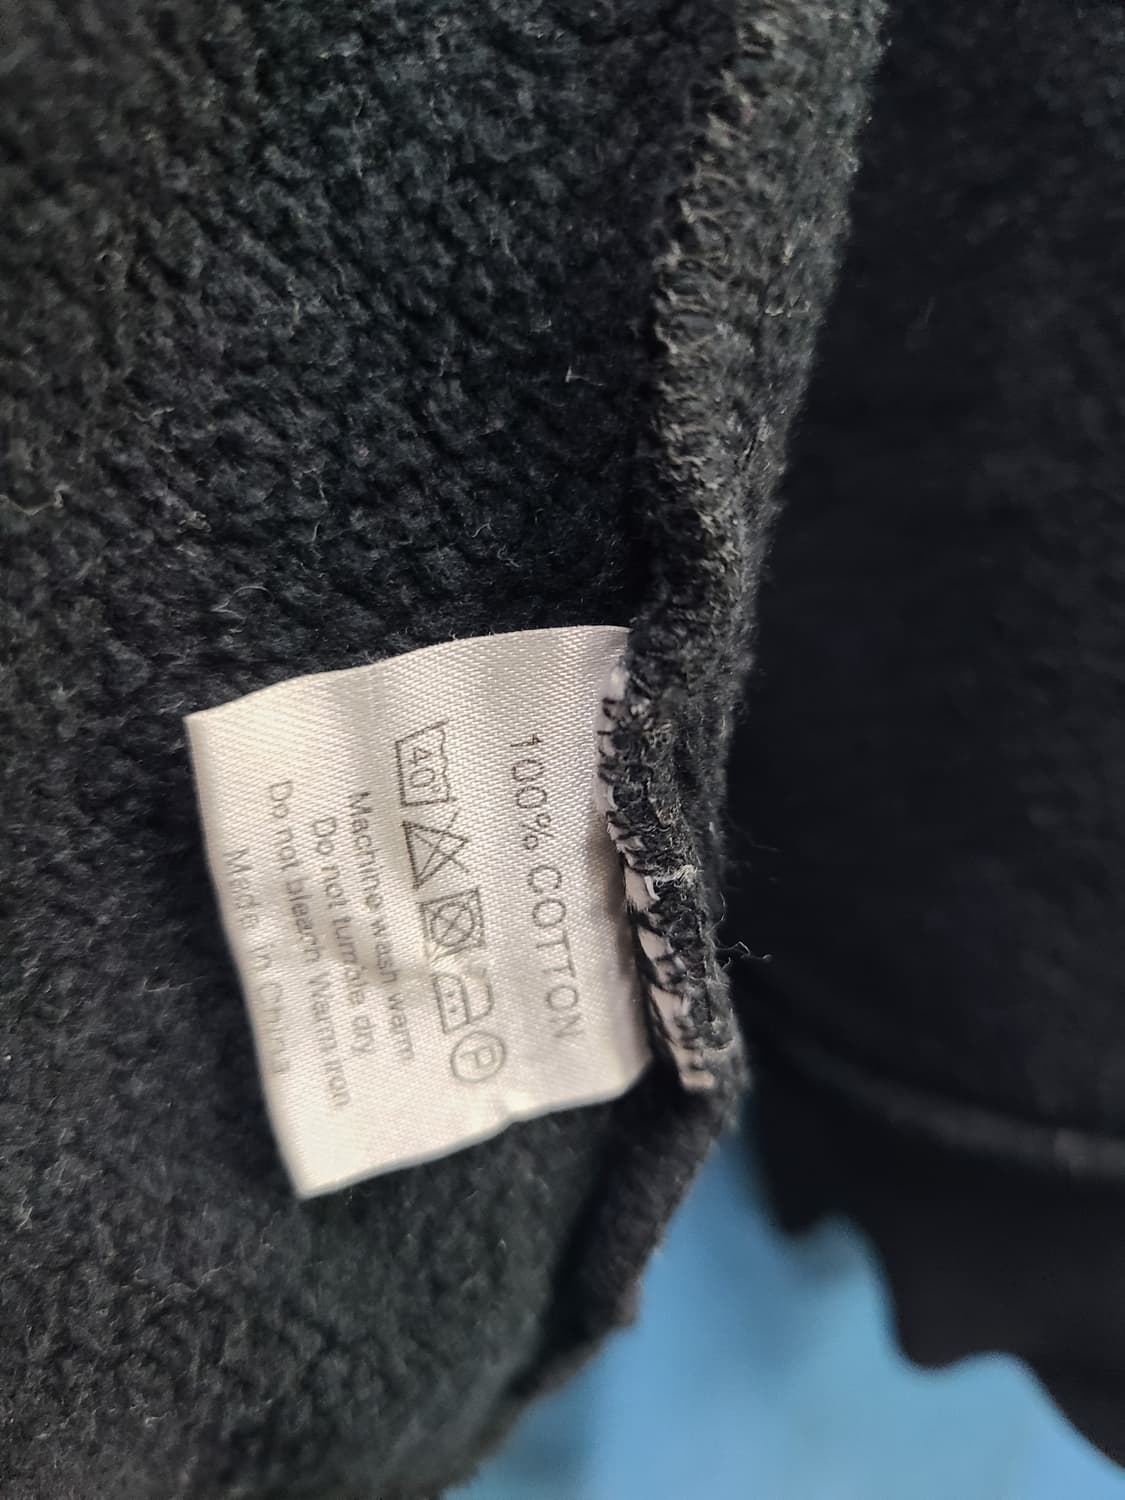 100% COTTON
40 P
Machine wash warm
Do not tumble dry
Do not bleach Warm iron
Made in China